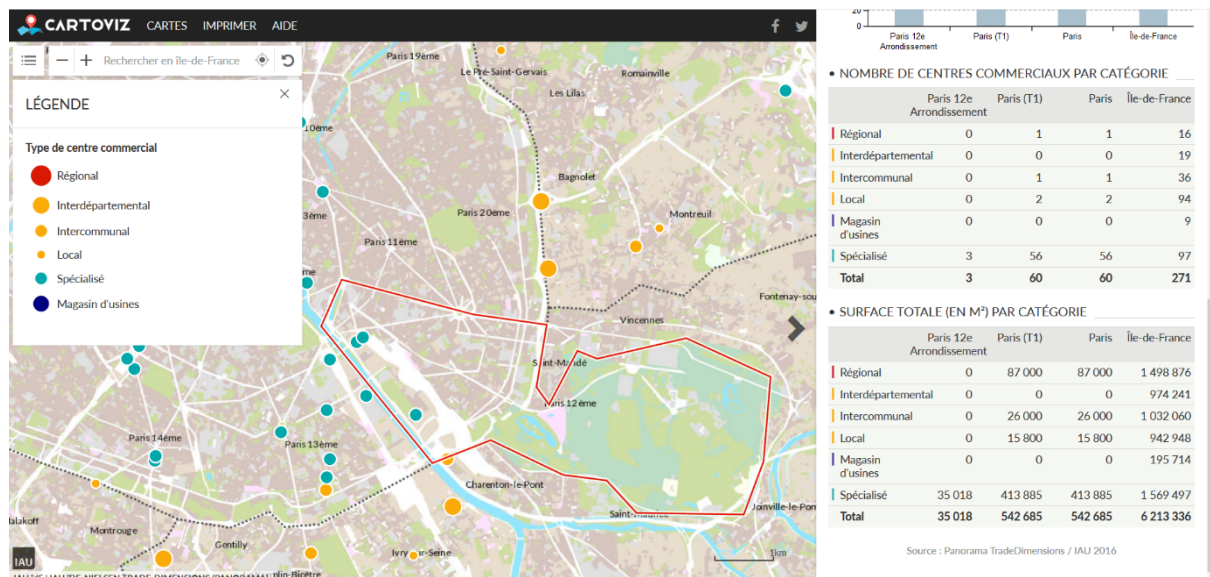 CARTOVIZ CARTES IMPRIMER AIDE
Rechercher en île-de-France
LÉGENDE
Type de centre commercial
Régional
Interdépartemental
Intercommunal
Local
Spécialisé
Magasin d'usines
Paris 19ème
Le Pré-Saint-Gervais
Romainville
Les Lilas
Bagnolet
Paris 20ème
Montreuil
Paris 11ème
Vincennes
Saint-Mandé
Paris 12ème
Paris 14ème
Paris 13ème
Charenton-le-Pont
Montrouge
Gentilly
1km
IAU
20
0
Paris 12e Paris (T1) Paris Île-de-France
Arrondissement
• NOMBRE DE CENTRES COMMERCIAUX PAR CATÉGORIE
Paris 12e Paris (T1) Paris Île-de-France
Arrondissement
Régional 0 1 1 16
Interdépartemental 0 0 0 19
Intercommunal 0 1 1 36
Local 0 2 2 94
Magasin 0 0 0 9
d'usines
Spécialisé 3 56 56 97
Total 3 60 60 271
• SURFACE TOTALE (EN M²) PAR CATÉGORIE
Paris 12e Paris (T1) Paris Île-de-France
Arrondissement
Régional 0 87 000 87 000 1 498 876
Interdépartemental 0 0 0 974 241
Intercommunal 0 26 000 26 000 1 032 060
Local 0 15 800 15 800 942 948
Magasin 0 0 0 195 714
d'usines
Spécialisé 35 018 413 885 413 885 1 569 497
Total 35 018 542 685 542 685 6 213 336
Source : Panorama TradeDimensions / IAU 2016